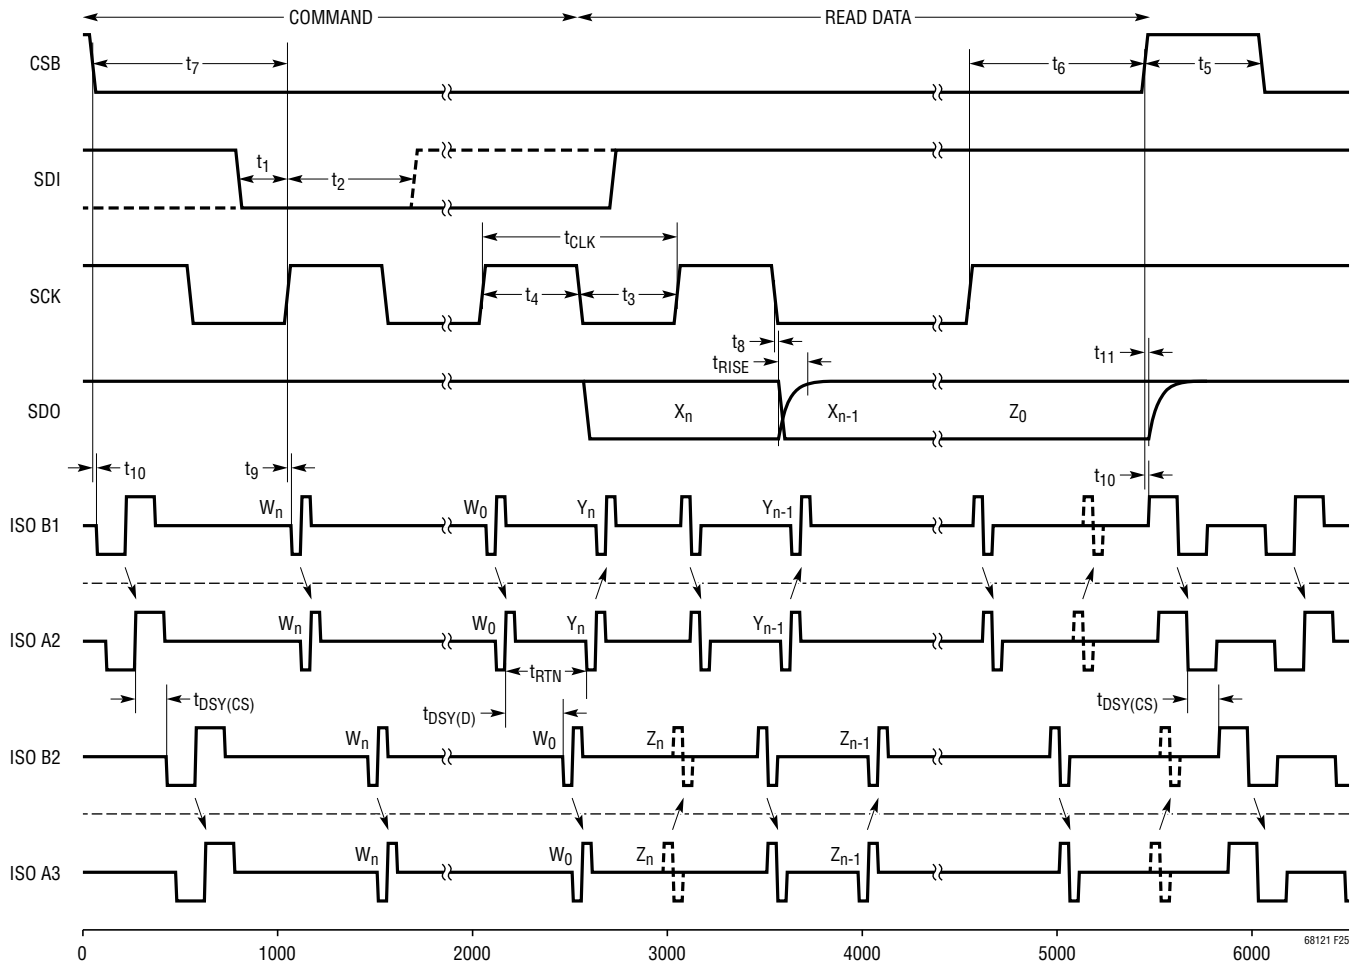 COMMAND READ DATA
CSB t7 t6 t5
SDI t1 t2
tCLK
SCK t4 t3
t8
tRISE t11
SDO Xn Xn-1 Z0
t10 t9 t10
ISO B1 Wn W0 Yn Yn-1
ISO A2 Wn W0 Yn Yn-1
tRTN
tDSY(CS) tDSY(D) tDSY(CS)
ISO B2 Wn W0 Zn Zn-1
ISO A3 Wn W0 Zn Zn-1
0 1000 2000 3000 4000 5000 6000
68121 F25